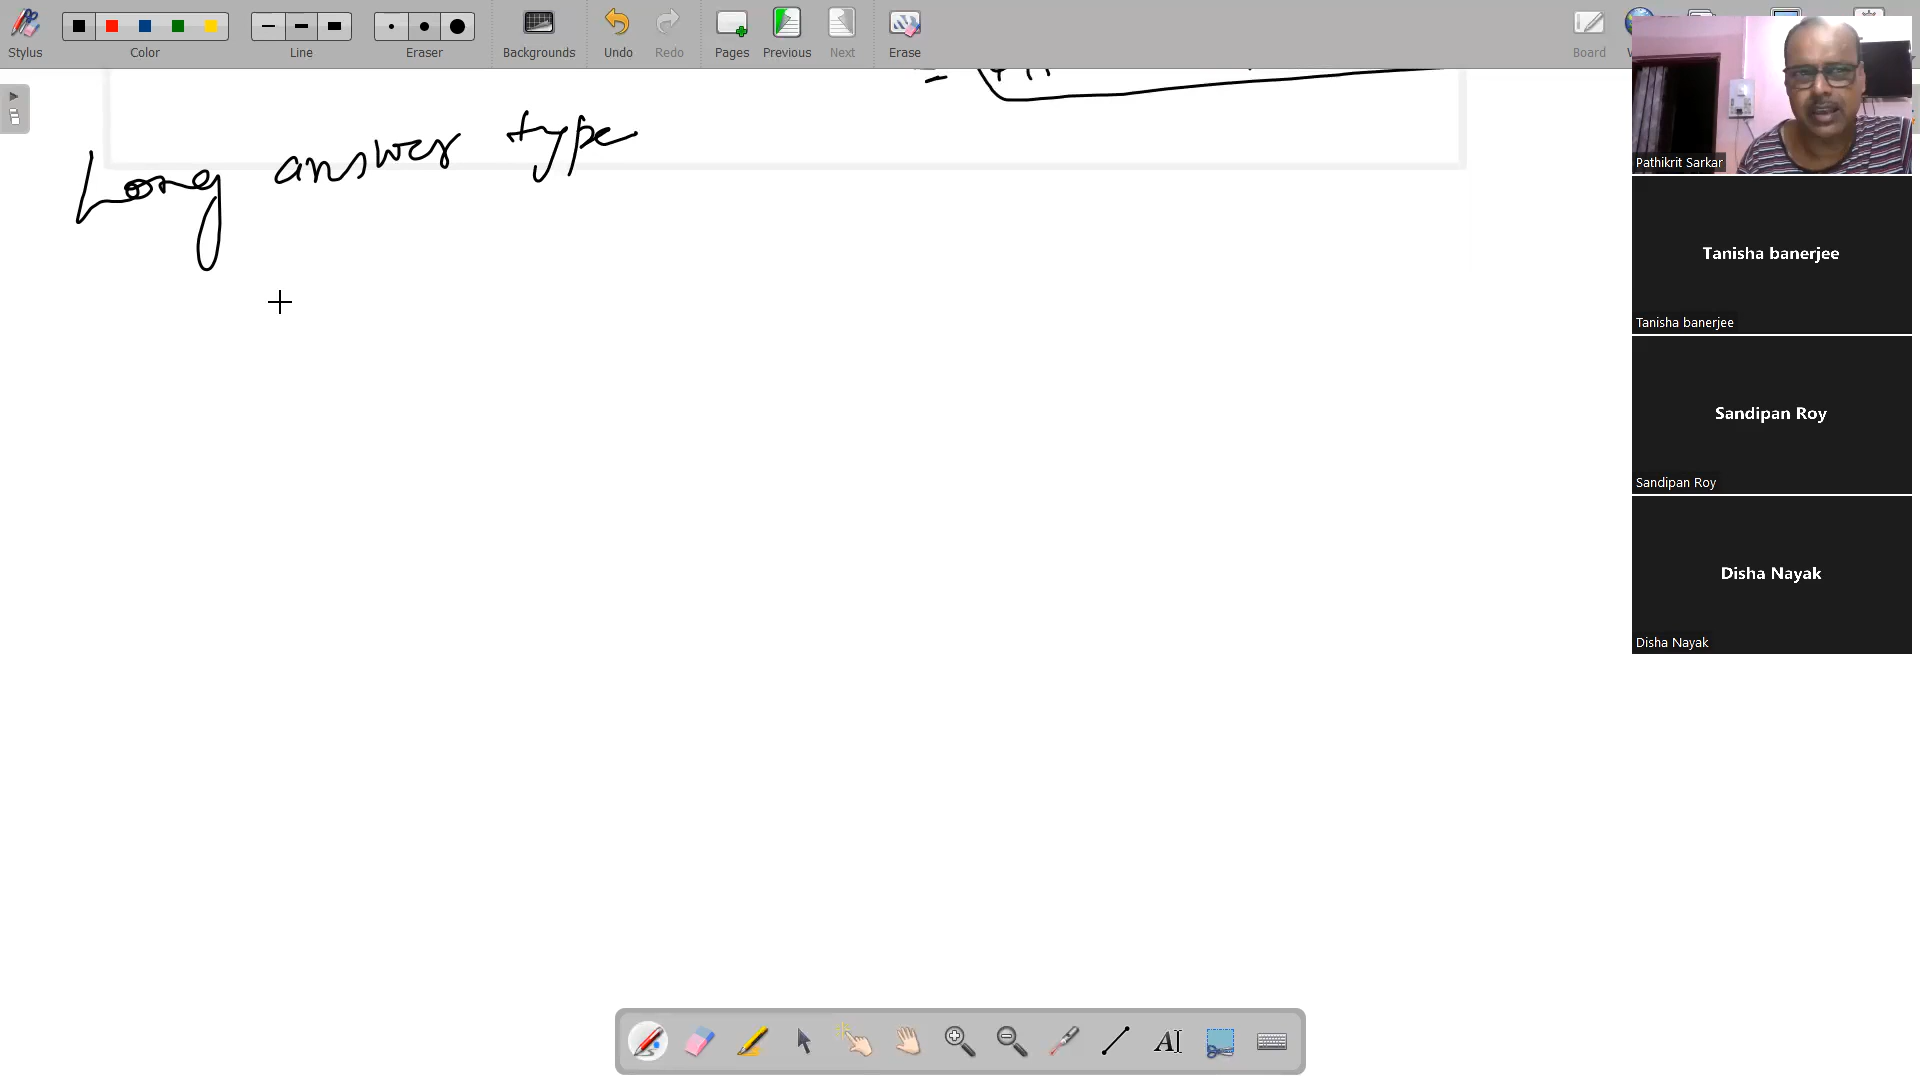 Stylus
Color
Line
Eraser
Backgrounds
Undo
Redo
Pages
Previous
Next
Erase
Board
=
Long answer type
Pathikrit Sarkar
Tanisha banerjee
Tanisha banerjee
Sandipan Roy
Sandipan Roy
Disha Nayak
Disha Nayak